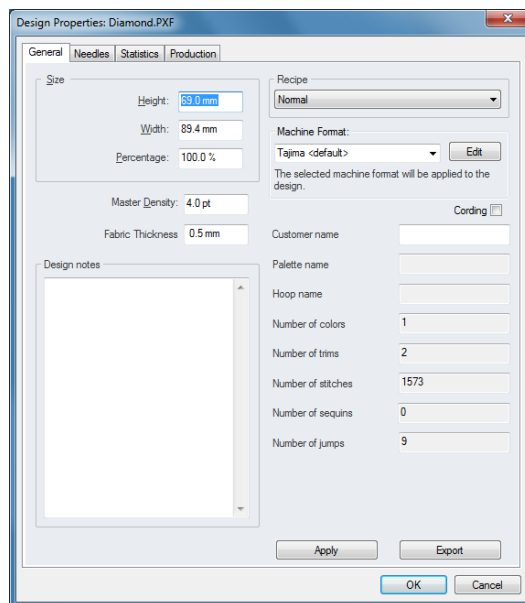 Design Properties: Diamond.PXF
General Needles Statistics Production
Size
Height: 69.0 mm
Width: 89.4 mm
Percentage: 100.0 %
Master Density: 4.0 pt
Fabric Thickness 0.5 mm
Design notes
Recipe
Normal
Machine Format:
Tajima <default> Edit
The selected machine format will be applied to the
design.
Cording
Customer name
Palette name
Hoop name
Number of colors 1
Number of trims 2
Number of stitches 1573
Number of sequins 0
Number of jumps 9
Apply Export
OK Cancel